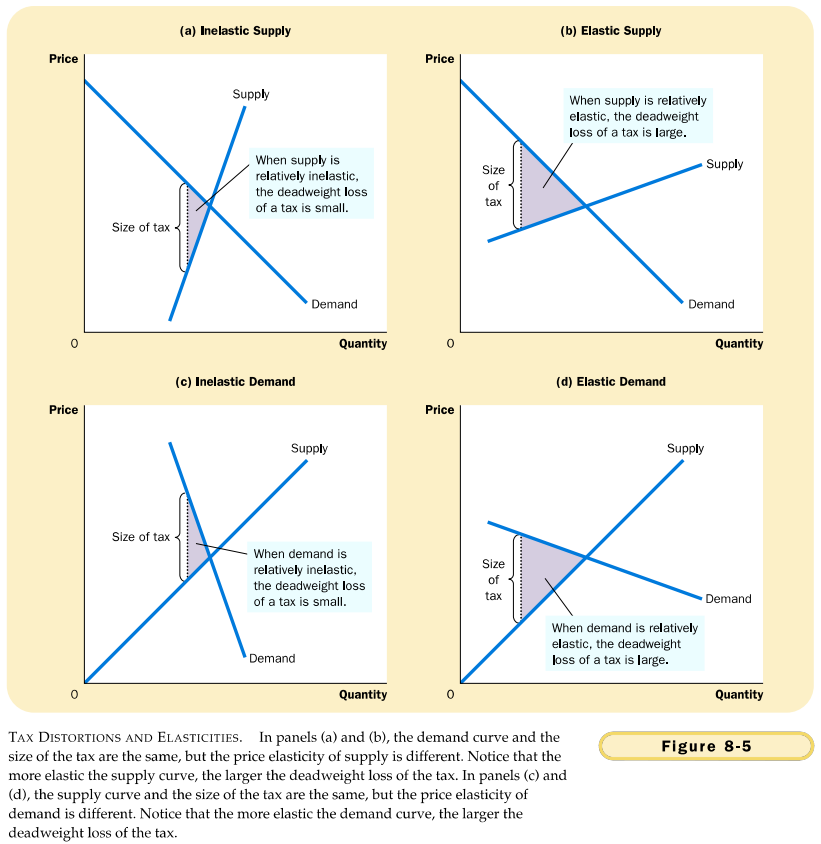 (a) Inelastic Supply
Price
Supply
When supply is
relatively inelastic,
the deadweight loss
of a tax is small.
Size of tax
Demand
0
Quantity
(b) Elastic Supply
Price
When supply is relatively
elastic, the deadweight
loss of a tax is large.
Size
of
tax
Supply
Demand
0
Quantity
(c) Inelastic Demand
Price
Supply
Size of tax
When demand is
relatively inelastic,
the deadweight loss
of a tax is small.
Demand
0
Quantity
(d) Elastic Demand
Price
Supply
Size
of
tax
Demand
When demand is relatively
elastic, the deadweight
loss of a tax is large.
0
Quantity
TAX DISTORTIONS AND ELASTICITIES. In panels (a) and (b), the demand curve and the
size of the tax are the same, but the price elasticity of supply is different. Notice that the
more elastic the supply curve, the larger the deadweight loss of the tax. In panels (c) and
(d), the supply curve and the size of the tax are the same, but the price elasticity of
demand is different. Notice that the more elastic the demand curve, the larger the
deadweight loss of the tax.
Figure 8-5